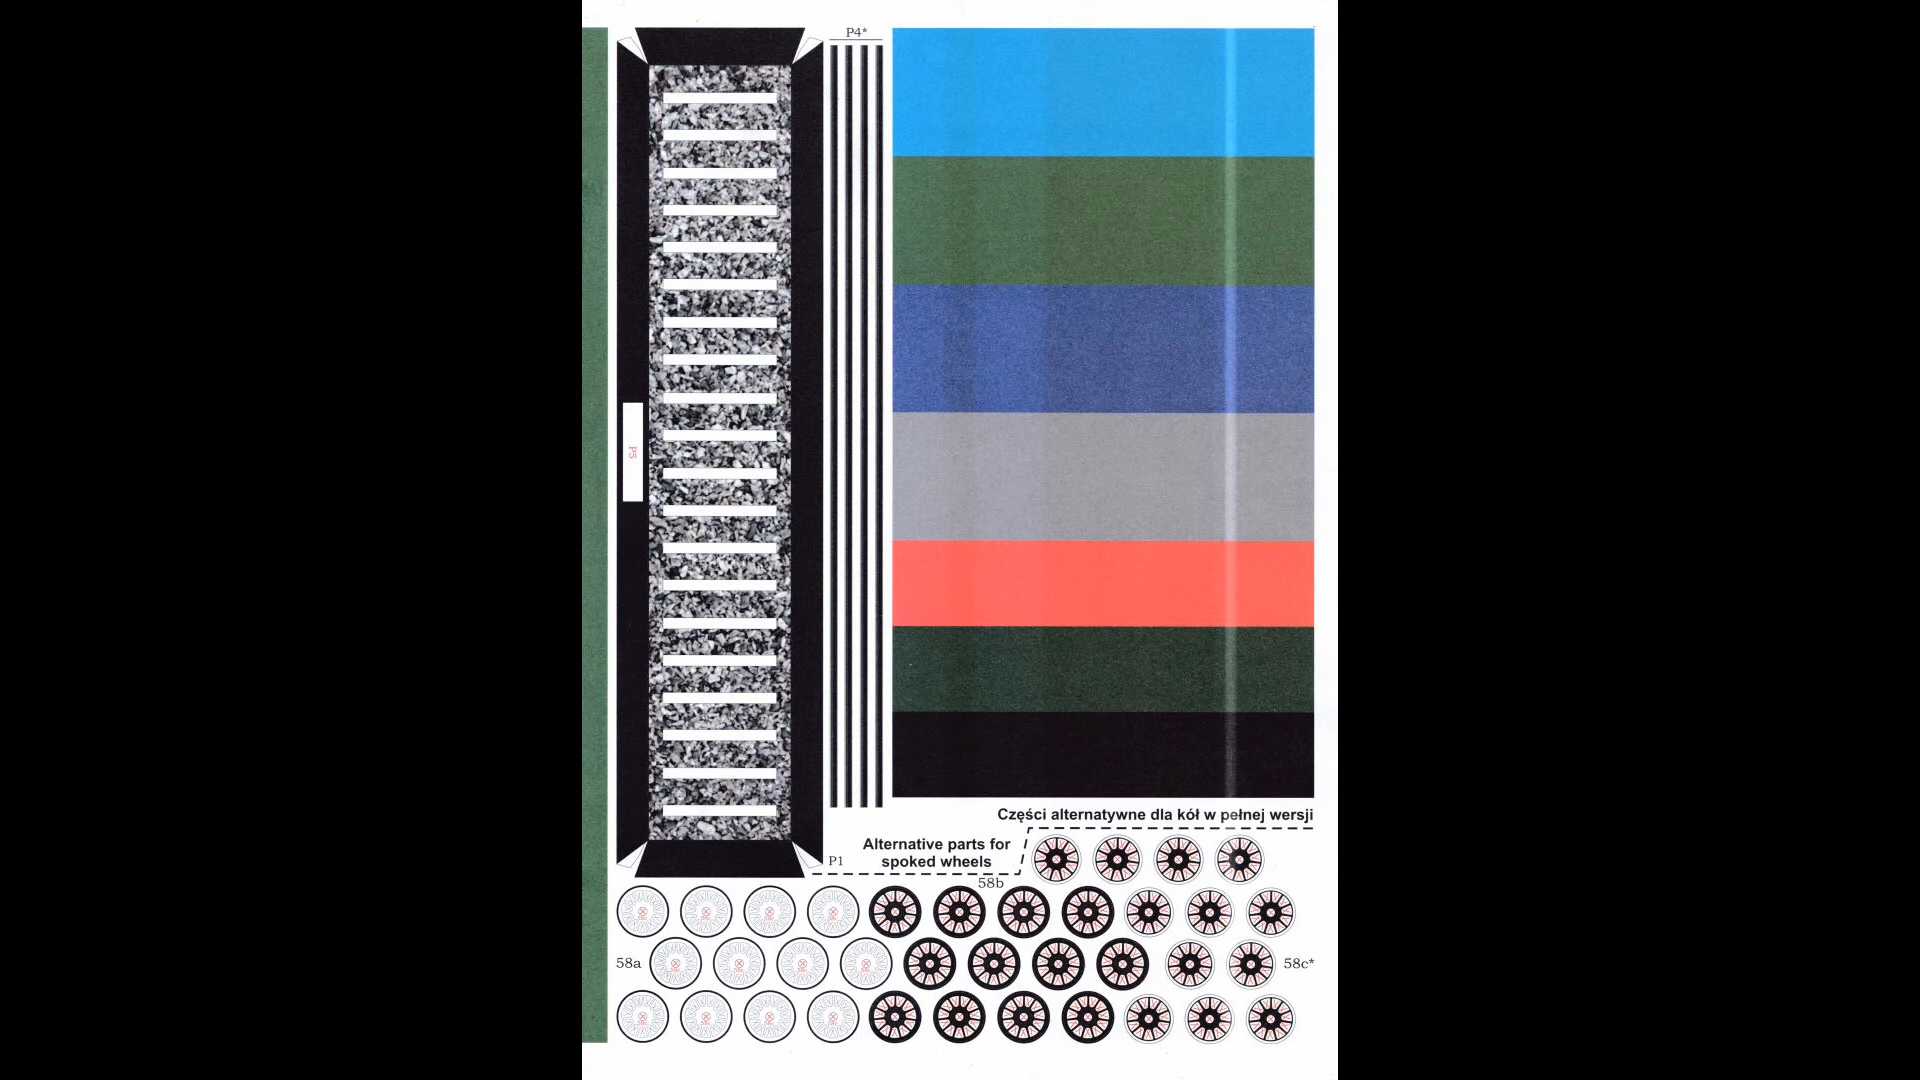 P4*
P5
Części alternatywne dla kół w pełnej wersji
Alternative parts for
spoked wheels
P1
58b
58a
58c*